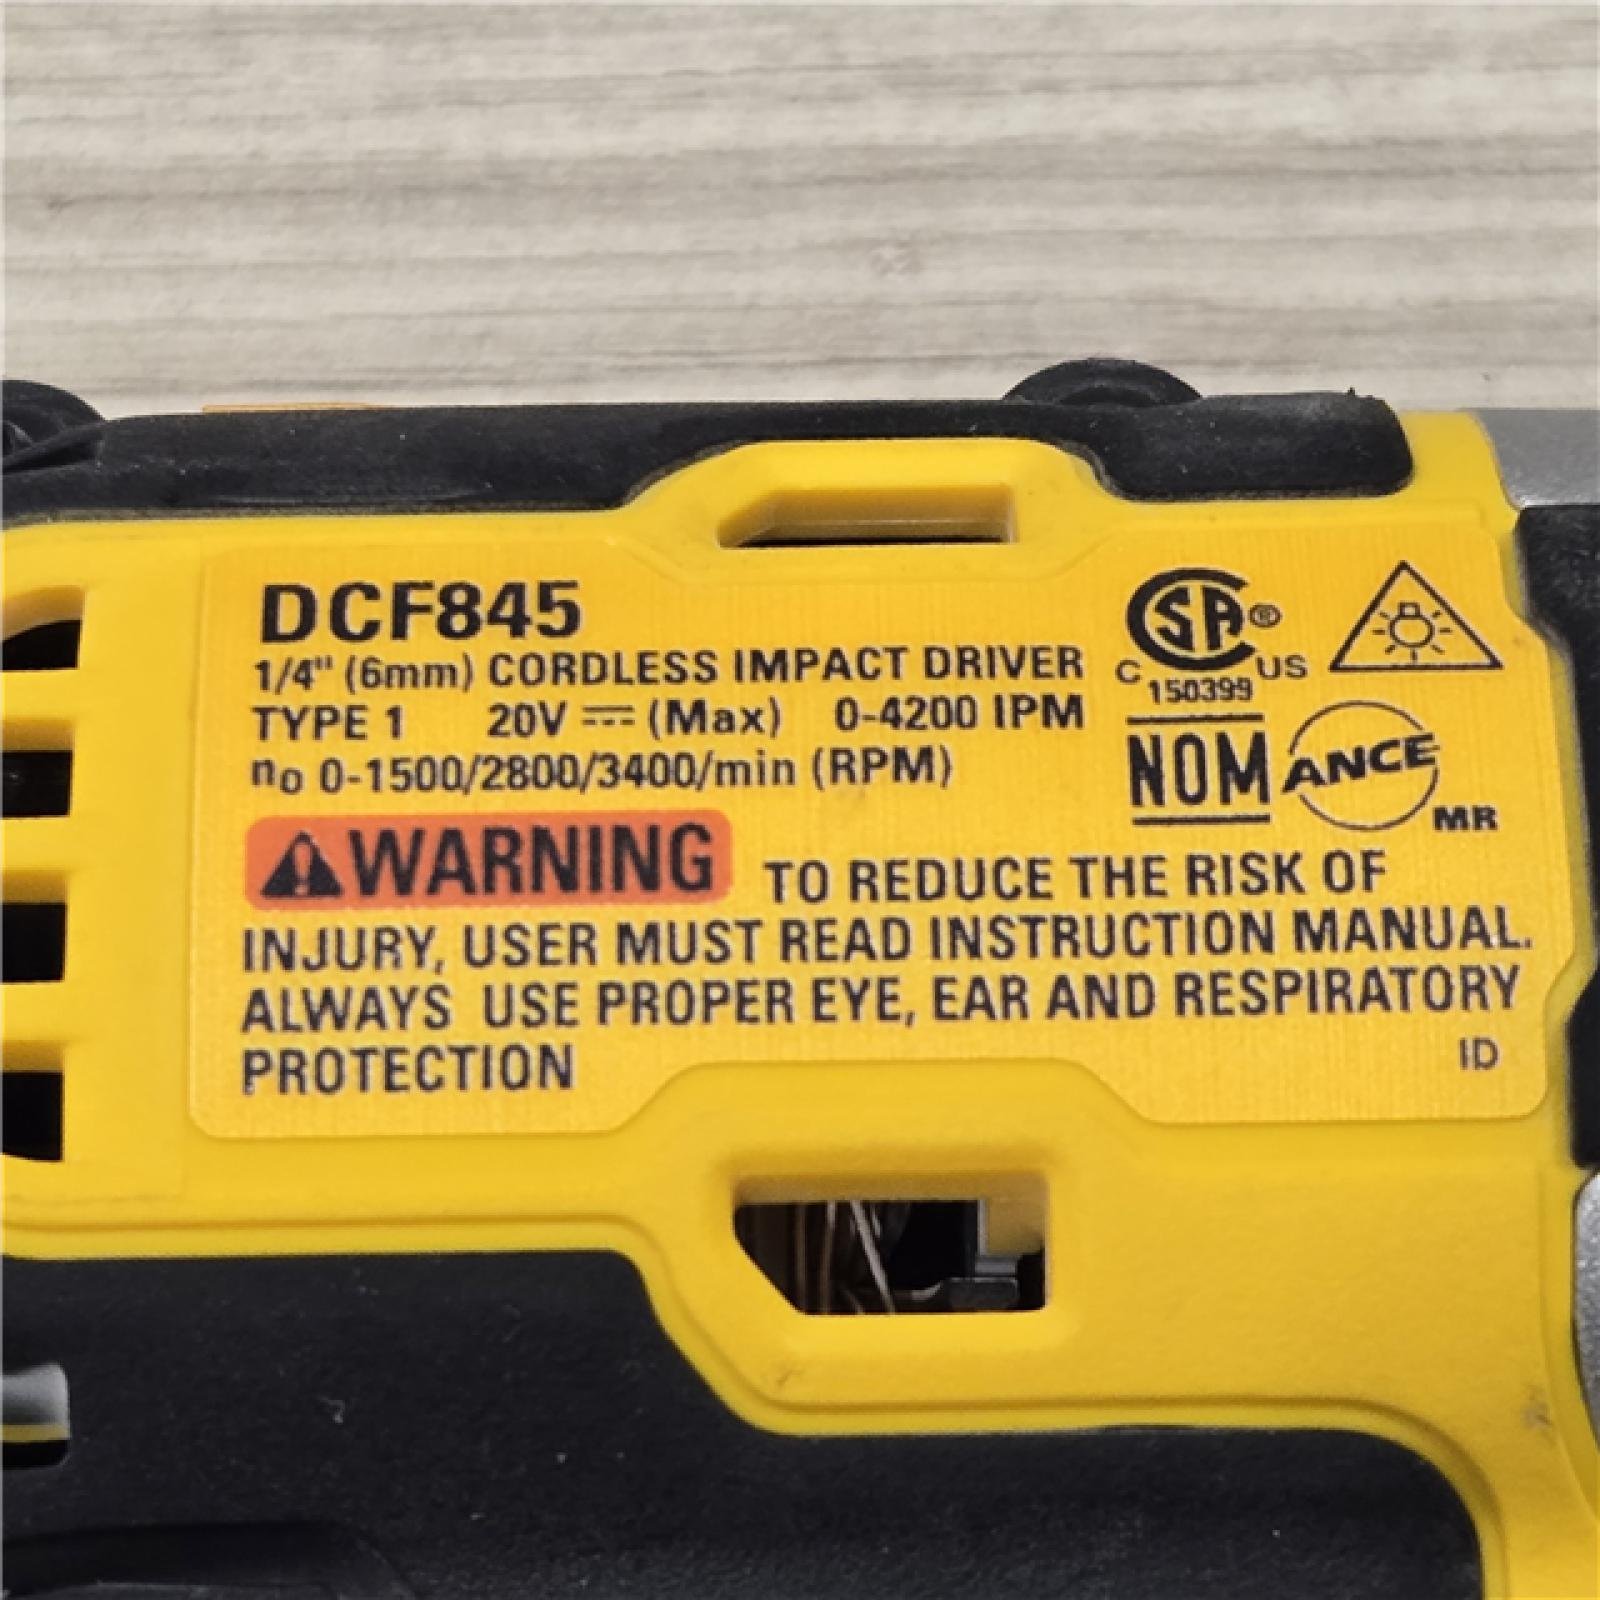 DCF845
1/4" (6mm) CORDLESS IMPACT DRIVER
TYPE 1 20V ⎓ (Max) 0-4200 IPM
n₀ 0-1500/2800/3400/min (RPM)
CSA®
C US
150399
NOM ANCE
MR
WARNING TO REDUCE THE RISK OF
INJURY, USER MUST READ INSTRUCTION MANUAL.
ALWAYS USE PROPER EYE, EAR AND RESPIRATORY
PROTECTION
ID